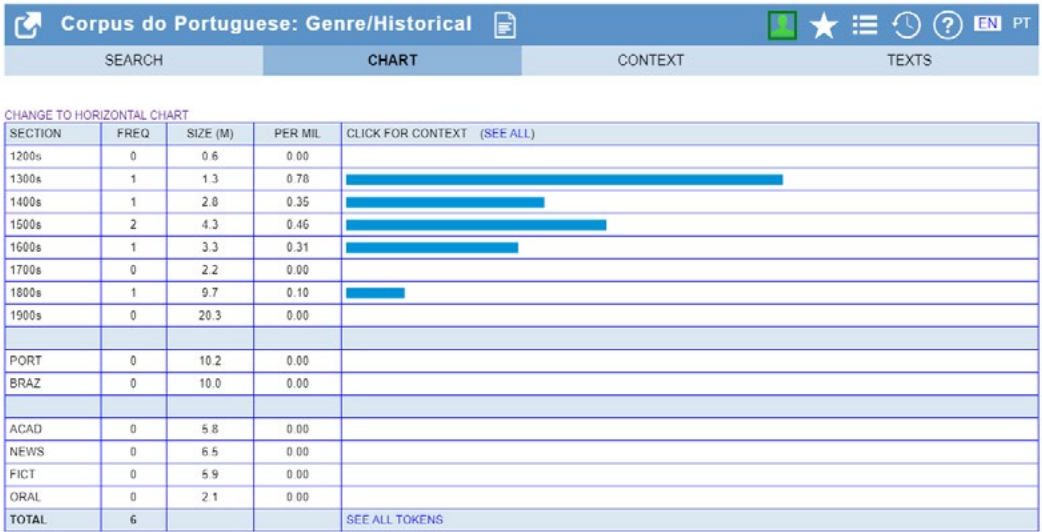 Corpus do Portuguese: Genre/Historical EN PT
SEARCH CHART CONTEXT TEXTS
CHANGE TO HORIZONTAL CHART
SECTION FREQ SIZE (M) PER MIL CLICK FOR CONTEXT (SEE ALL)
1200s 0 0.6 0.00
1300s 1 1.3 0.78
1400s 1 2.8 0.35
1500s 2 4.3 0.46
1600s 1 3.3 0.31
1700s 0 2.2 0.00
1800s 1 9.7 0.10
1900s 0 20.3 0.00
PORT 0 10.2 0.00
BRAZ 0 10.0 0.00
ACAD 0 5.8 0.00
NEWS 0 6.5 0.00
FICT 0 5.9 0.00
ORAL 0 2.1 0.00
TOTAL 6 SEE ALL TOKENS